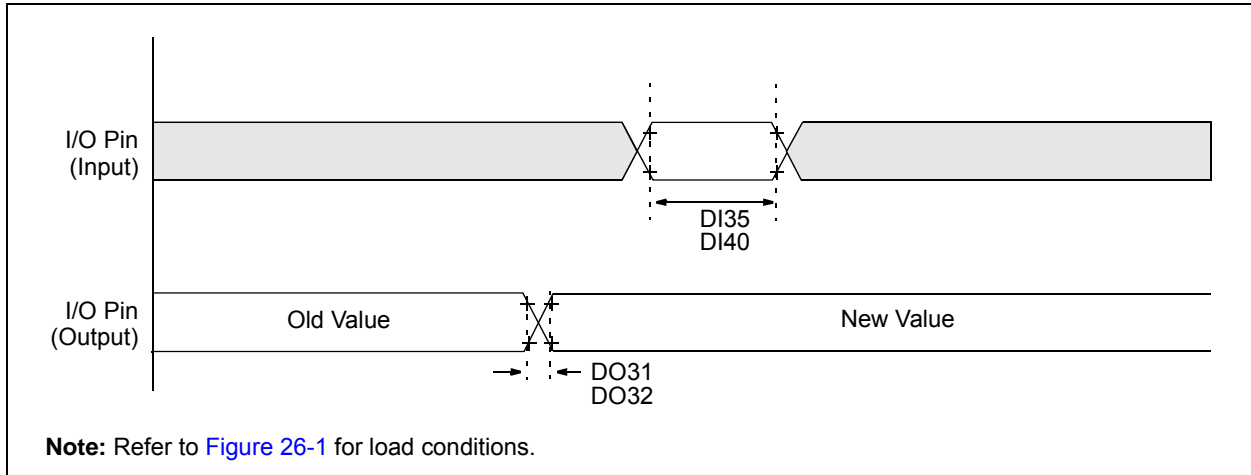 I/O Pin
(Input)
DI35
DI40
I/O Pin
(Output)
Old Value
New Value
DO31
DO32
Note: Refer to Figure 26-1 for load conditions.